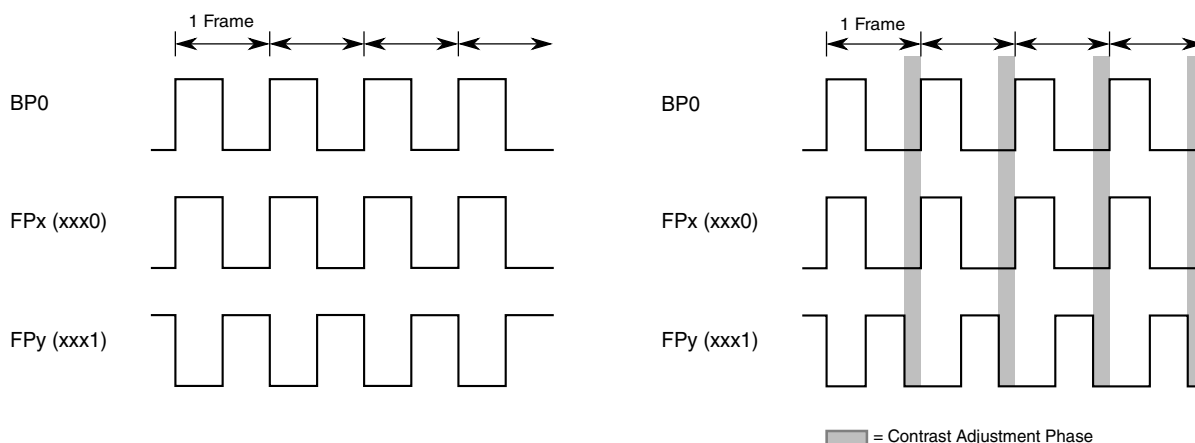 1 Frame
BP0
FPx (xxx0)
FPy (xxx1)
1 Frame
BP0
FPx (xxx0)
FPy (xxx1)
= Contrast Adjustment Phase